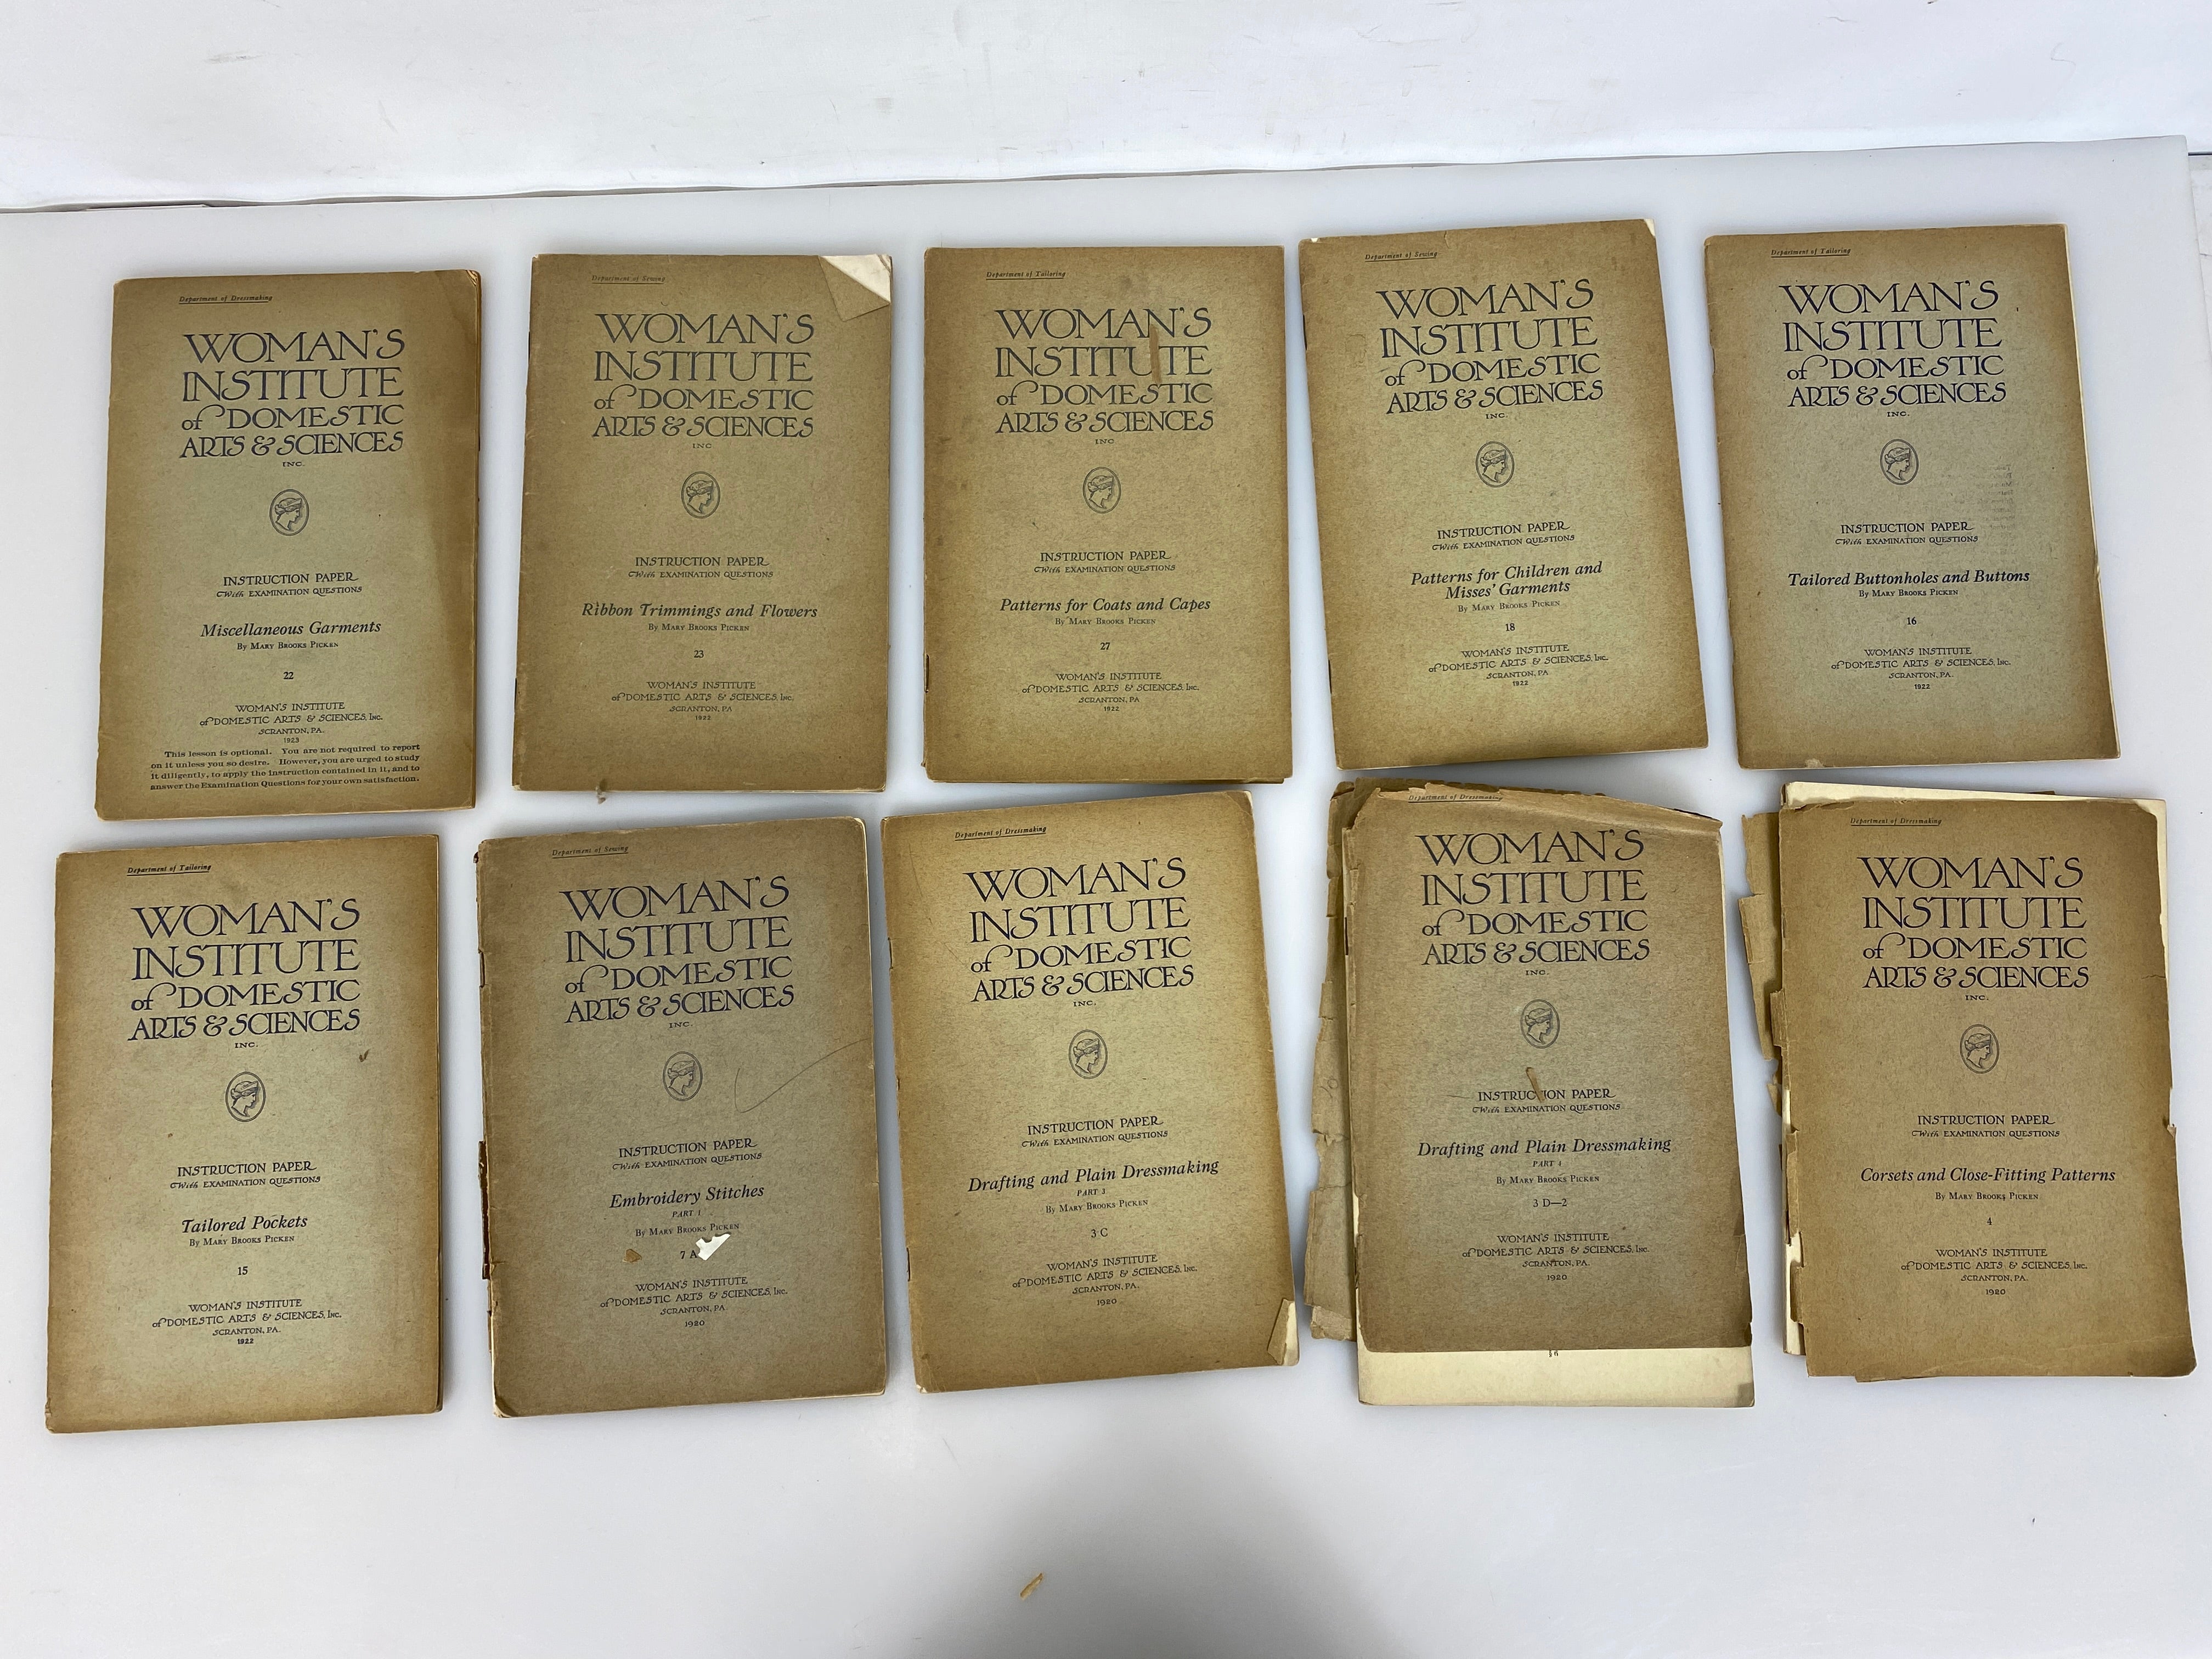 Department of Dressmaking
WOMAN'S
INSTITUTE
of DOMESTIC
ARTS & SCIENCES
INC.
INSTRUCTION PAPER
With EXAMINATION QUESTIONS
Miscellaneous Garments
By MARY BROOKS PICKEN
22
WOMAN'S INSTITUTE
of DOMESTIC ARTS & SCIENCES, Inc.
SCRANTON, PA.
1923
This lesson is optional. You are not required to report
on it unless you so desire. However, you are urged to study
it diligently, to apply the instruction contained in it, and to
answer the Examination Questions for your own satisfaction.
Department of Sewing
WOMAN'S
INSTITUTE
of DOMESTIC
ARTS & SCIENCES
INC
INSTRUCTION PAPER
With EXAMINATION QUESTIONS
Ribbon Trimmings and Flowers
By MARY BROOKS PICKEN
23
WOMAN'S INSTITUTE
of DOMESTIC ARTS & SCIENCES, Inc.
SCRANTON, PA
1922
Department of Tailoring
WOMAN'S
INSTITUTE
of DOMESTIC
ARTS & SCIENCES
INC
INSTRUCTION PAPER
With EXAMINATION QUESTIONS
Patterns for Coats and Capes
By MARY BROOKS PICKEN
27
WOMAN'S INSTITUTE
of DOMESTIC ARTS & SCIENCES, Inc.
SCRANTON, PA
1922
Department of Sewing
WOMAN'S
INSTITUTE
of DOMESTIC
ARTS & SCIENCES
INC.
INSTRUCTION PAPER
With EXAMINATION QUESTIONS
Patterns for Children and
Misses' Garments
By MARY BROOKS PICKEN
18
WOMAN'S INSTITUTE
of DOMESTIC ARTS & SCIENCES, Inc.
SCRANTON, PA
1922
Department of Tailoring
WOMAN'S
INSTITUTE
of DOMESTIC
ARTS & SCIENCES
INC.
INSTRUCTION PAPER
With EXAMINATION QUESTIONS
Tailored Buttonholes and Buttons
By MARY BROOKS PICKEN
16
WOMAN'S INSTITUTE
of DOMESTIC ARTS & SCIENCES, Inc.
SCRANTON, PA.
1922
Department of Tailoring
WOMAN'S
INSTITUTE
of DOMESTIC
ARTS & SCIENCES
INC.
INSTRUCTION PAPER
With EXAMINATION QUESTIONS
Tailored Pockets
By MARY BROOKS PICKEN
15
WOMAN'S INSTITUTE
of DOMESTIC ARTS & SCIENCES, Inc.
SCRANTON, PA.
1922
Department of Sewing
WOMAN'S
INSTITUTE
of DOMESTIC
ARTS & SCIENCES
INC.
INSTRUCTION PAPER
With EXAMINATION QUESTIONS
Embroidery Stitches
PART 1
By MARY BROOKS PICKEN
7 A
WOMAN'S INSTITUTE
of DOMESTIC ARTS & SCIENCES, Inc.
SCRANTON, PA
1920
Department of Dressmaking
WOMAN'S
INSTITUTE
of DOMESTIC
ARTS & SCIENCES
INC.
INSTRUCTION PAPER
With EXAMINATION QUESTIONS
Drafting and Plain Dressmaking
PART 3
By MARY BROOKS PICKEN
3 C
WOMAN'S INSTITUTE
of DOMESTIC ARTS & SCIENCES, Inc.
SCRANTON, PA.
1920
Department of Dressmaking
WOMAN'S
INSTITUTE
of DOMESTIC
ARTS & SCIENCES
INC.
INSTRUCTION PAPER
With EXAMINATION QUESTIONS
Drafting and Plain Dressmaking
PART 4
By MARY BROOKS PICKEN
3 D—2
WOMAN'S INSTITUTE
of DOMESTIC ARTS & SCIENCES, Inc.
SCRANTON, PA.
1920
Department of Dressmaking
WOMAN'S
INSTITUTE
of DOMESTIC
ARTS & SCIENCES
INC.
INSTRUCTION PAPER
With EXAMINATION QUESTIONS
Corsets and Close-Fitting Patterns
By MARY BROOKS PICKEN
4
WOMAN'S INSTITUTE
of DOMESTIC ARTS & SCIENCES, Inc.
SCRANTON, PA.
1920